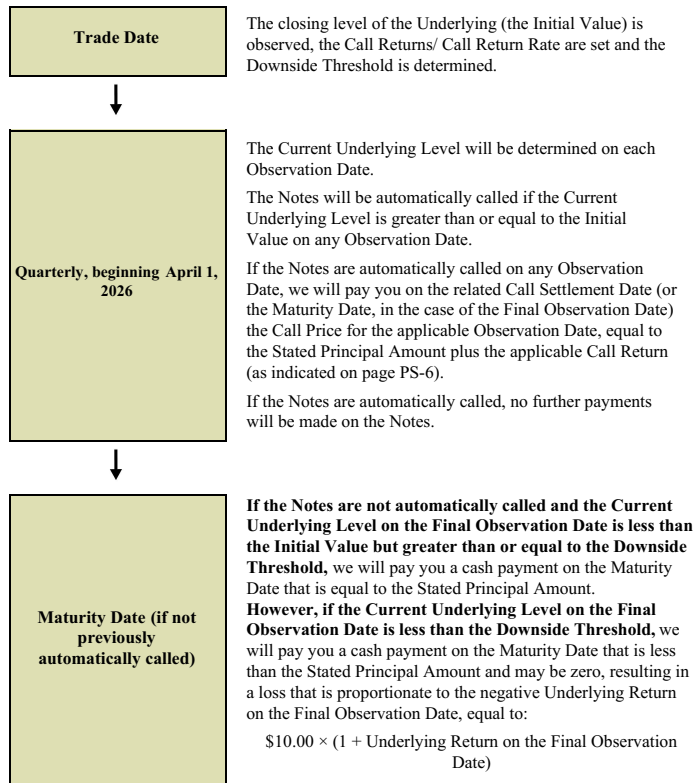 Trade Date
The closing level of the Underlying (the Initial Value) is
observed, the Call Returns/ Call Return Rate are set and the
Downside Threshold is determined.
Quarterly, beginning April 1,
2026
The Current Underlying Level will be determined on each
Observation Date.
The Notes will be automatically called if the Current
Underlying Level is greater than or equal to the Initial
Value on any Observation Date.
If the Notes are automatically called on any Observation
Date, we will pay you on the related Call Settlement Date (or
the Maturity Date, in the case of the Final Observation Date)
the Call Price for the applicable Observation Date, equal to
the Stated Principal Amount plus the applicable Call Return
(as indicated on page PS-6).
If the Notes are automatically called, no further payments
will be made on the Notes.
Maturity Date (if not
previously
automatically called)
If the Notes are not automatically called and the Current
Underlying Level on the Final Observation Date is less than
the Initial Value but greater than or equal to the Downside
Threshold, we will pay you a cash payment on the Maturity
Date that is equal to the Stated Principal Amount.
However, if the Current Underlying Level on the Final
Observation Date is less than the Downside Threshold, we
will pay you a cash payment on the Maturity Date that is less
than the Stated Principal Amount and may be zero, resulting in
a loss that is proportionate to the negative Underlying Return
on the Final Observation Date, equal to:
$10.00 × (1 + Underlying Return on the Final Observation
Date)